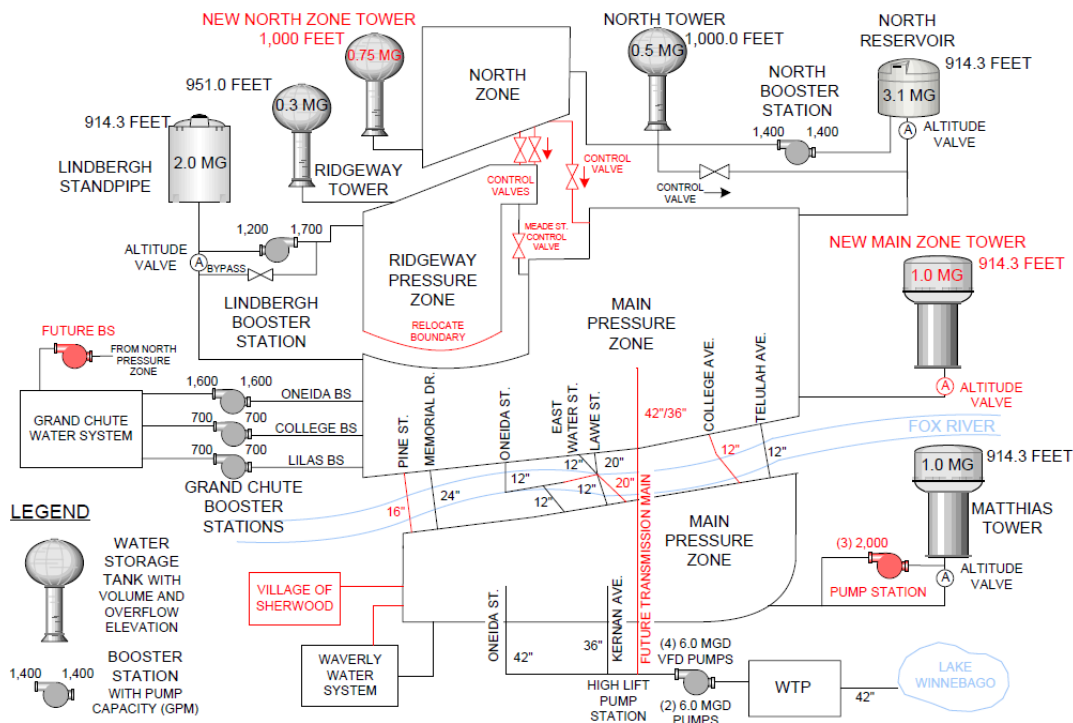 NEW NORTH ZONE TOWER
1,000 FEET
0.75 MG
951.0 FEET
0.3 MG
RIDGEWAY
TOWER
914.3 FEET
2.0 MG
LINDBERGH
STANDPIPE
NORTH
ZONE
NORTH TOWER
1,000.0 FEET
0.5 MG
NORTH
BOOSTER
STATION
1,400 1,400
NORTH
RESERVOIR
914.3 FEET
3.1 MG
A
ALTITUDE
VALVE
CONTROL
VALVE
CONTROL
VALVE
CONTROL
VALVES
MEADE ST.
CONTROL
VALVE
1,200 1,700
ALTITUDE
VALVE
A
BYPASS
LINDBERGH
BOOSTER
STATION
RIDGEWAY
PRESSURE
ZONE
RELOCATE
BOUNDARY
MAIN
PRESSURE
ZONE
NEW MAIN ZONE TOWER
914.3 FEET
1.0 MG
A
ALTITUDE
VALVE
FUTURE BS
FROM NORTH
PRESSURE
ZONE
GRAND CHUTE
WATER SYSTEM
1,600 1,600
ONEIDA BS
700 700
COLLEGE BS
700 700
LILAS BS
GRAND CHUTE
BOOSTER
STATIONS
PINE ST.
MEMORIAL DR.
ONEIDA ST.
EAST
WATER ST.
LAWE ST.
42"/36"
COLLEGE AVE.
TELULAH AVE.
FOX RIVER
16"
24"
12"
12"
12"
12"
20"
20"
12"
12"
FUTURE TRANSMISSION MAIN
MAIN
PRESSURE
ZONE
1.0 MG
914.3 FEET
MATTHIAS
TOWER
(3) 2,000
A
ALTITUDE
VALVE
PUMP STATION
LEGEND
WATER
STORAGE
TANK WITH
VOLUME AND
OVERFLOW
ELEVATION
1,400 1,400
BOOSTER
STATION
WITH PUMP
CAPACITY (GPM)
VILLAGE OF
SHERWOOD
WAVERLY
WATER
SYSTEM
ONEIDA ST.
42"
KERNAN AVE.
36"
(4) 6.0 MGD
VFD PUMPS
HIGH LIFT
PUMP
STATION
(2) 6.0 MGD
PUMPS
WTP
42"
LAKE
WINNEBAGO